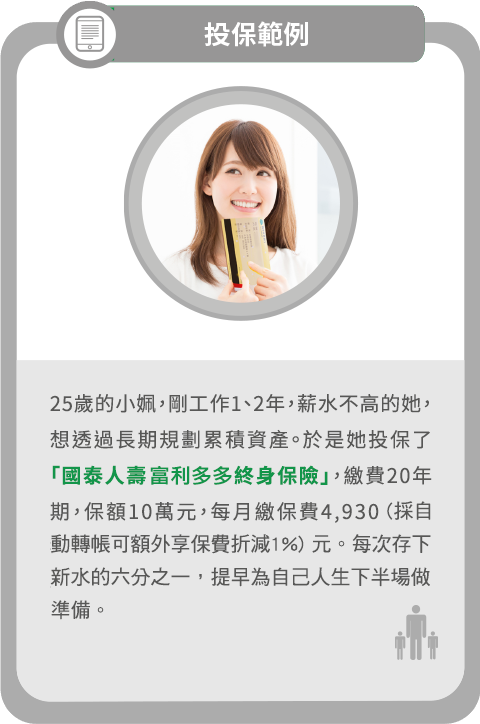 投保範例
25歲的小姵，剛工作1、2年，薪水不高的她，
想透過長期規劃累積資產。於是她投保了
「國泰人壽富利多多終身保險」，繳費20年
期，保額10萬元，每月繳保費4,930（採自
動轉帳可額外享保費折減1%）元。每次存下
新水的六分之一，提早為自己人生下半場做
準備。